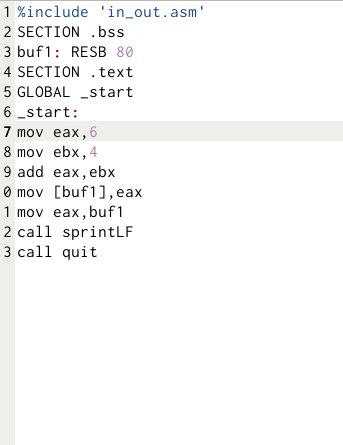 1 %include 'in_out.asm'
2 SECTION .bss
3 buf1: RESB 80
4 SECTION .text
5 GLOBAL _start
6 _start:
7 mov eax,6
8 mov ebx,4
9 add eax,ebx
0 mov [buf1],eax
1 mov eax,buf1
2 call sprintLF
3 call quit